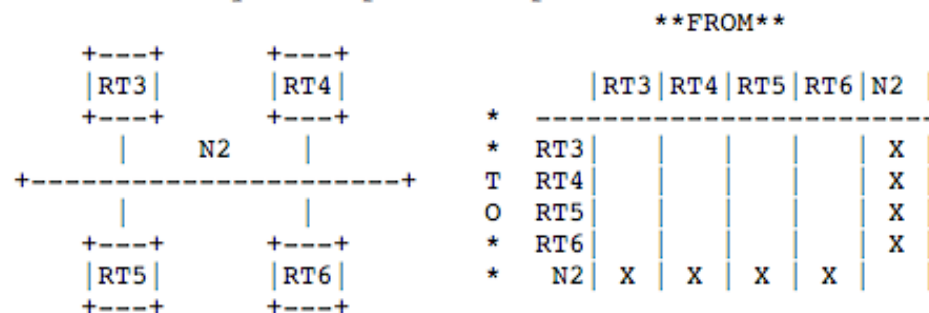 **FROM**
+---+ +---+
|RT3| |RT4| |RT3|RT4|RT5|RT6|N2 |
+---+ +---+ * ------------------------
| N2 | * RT3| | | | | X |
+----------------------+ T RT4| | | | | X |
| | O RT5| | | | | X |
+---+ +---+ * RT6| | | | | X |
|RT5| |RT6| * N2| X | X | X | X | |
+---+ +---+